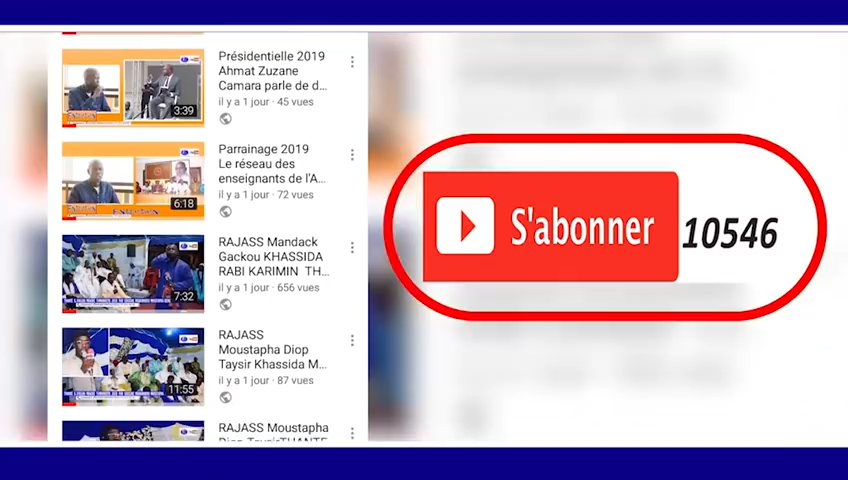 Présidentielle 2019
Ahmat Zuzane
Camara parle de d...
il y a 1 jour · 45 vues
3:39
Parrainage 2019
Le réseau des
enseignants de l'A...
il y a 1 jour · 72 vues
6:18
RAJASS Mandack
Gackou KHASSIDA
RABI KARIMIN TH...
il y a 1 jour · 656 vues
7:32
RAJASS
Moustapha Diop
Taysir Khassida M...
il y a 1 jour · 87 vues
11:55
RAJASS Moustapha
S'abonner
10546